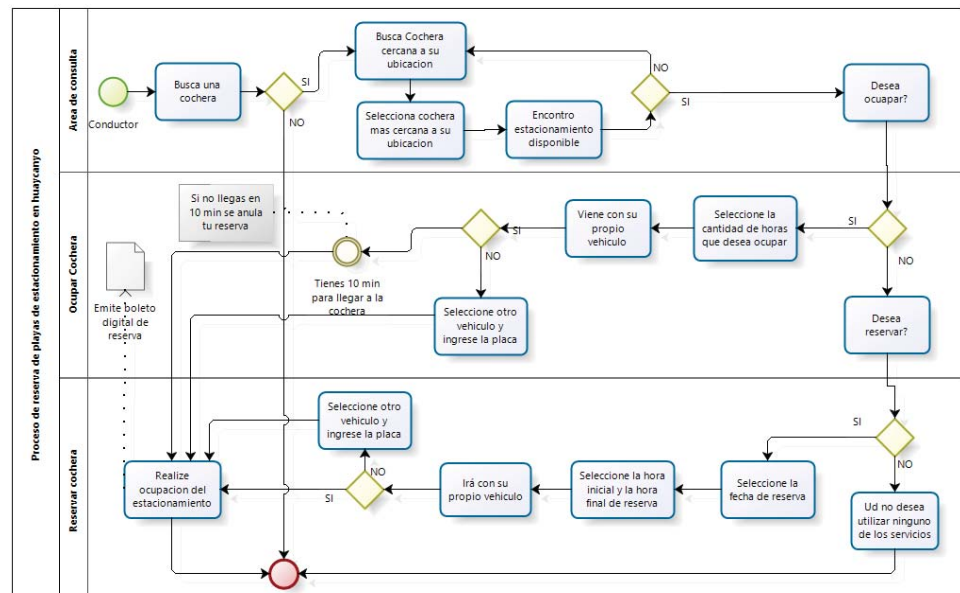 Proceso de reserva de playas de estacionamiento en huaycanyo
Area de consulta
Conductor
Busca una
cochera
SI
NO
Busca Cochera
cercana a su
ubicacion
Selecciona cochera
mas cercana a su
ubicacion
Encontro
estacionamiento
disponible
NO
SI
Desea
ocuapar?
Ocupar Cochera
Si no llegas en
10 min se anula
tu reserva
Emite boleto
digital de
reserva
Tienes 10 min
para llegar a la
cochera
SI
NO
Viene con su
propio
vehiculo
Seleccione la
cantidad de horas
que desea ocupar
SI
NO
Seleccione otro
vehiculo y
ingrese la placa
Desea
reservar?
Reservar cochera
Seleccione otro
vehiculo y
ingrese la placa
Realize
ocupacion del
estacionamiento
SI
NO
Irá con su
propio vehiculo
Seleccione la hora
inicial y la hora
final de reserva
Seleccione la
fecha de reserva
SI
NO
Ud no desea
utilizar ninguno
de los servicios